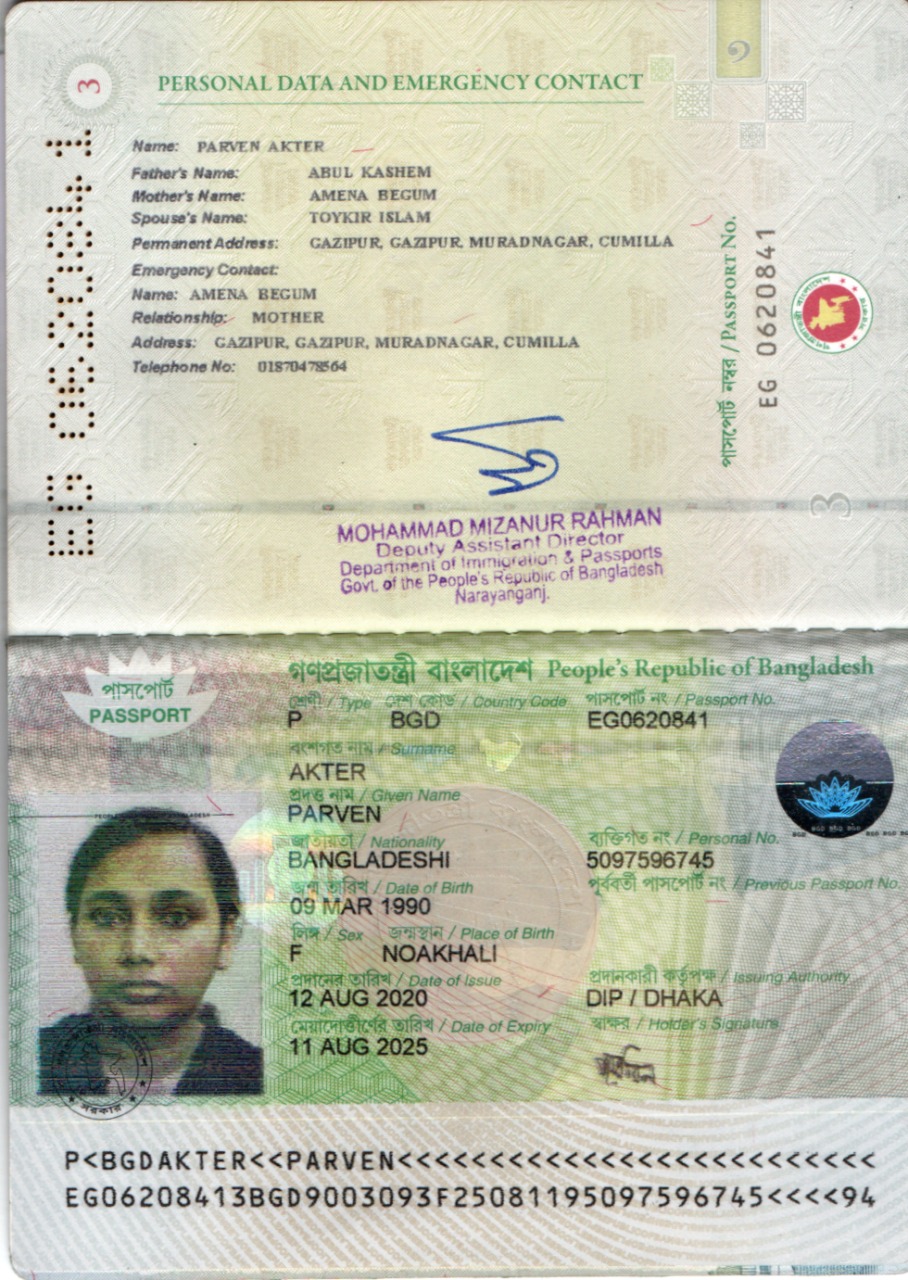 3
PERSONAL DATA AND EMERGENCY CONTACT
Name: PARVEN AKTER
Father's Name: ABUL KASHEM
Mother's Name: AMENA BEGUM
Spouse's Name: TOYKIR ISLAM
Permanent Address: GAZIPUR, GAZIPUR, MURADNAGAR, CUMILLA
Emergency Contact:
Name: AMENA BEGUM
Relationship: MOTHER
Address: GAZIPUR, GAZIPUR, MURADNAGAR, CUMILLA
Telephone No: 01870478564
EG 0620841
পাসপোর্ট নম্বর / PASSPORT No.
EG 0620841
3
MOHAMMAD MIZANUR RAHMAN
Deputy Assistant Director
Department of Immigration & Passports
Govt. of the People's Republic of Bangladesh
Narayanganj.
গণপ্রজাতন্ত্রী বাংলাদেশ People's Republic of Bangladesh
পাসপোর্ট
PASSPORT
শ্রেণী / Type দেশ কোড / Country Code পাসপোর্ট নং / Passport No.
P BGD EG0620841
বংশগত নাম / Surname
AKTER
প্রদত্ত নাম / Given Name
PARVEN
জাতীয়তা / Nationality ব্যক্তিগত নং / Personal No.
BANGLADESHI 5097596745
জন্ম তারিখ / Date of Birth পূর্ববর্তী পাসপোর্ট নং / Previous Passport No.
09 MAR 1990
লিঙ্গ / Sex জন্মস্থান / Place of Birth
F NOAKHALI
প্রদানের তারিখ / Date of Issue প্রদানকারী কর্তৃপক্ষ / Issuing Authority
12 AUG 2020 DIP / DHAKA
মেয়াদোত্তীর্ণের তারিখ / Date of Expiry স্বাক্ষর / Holder's Signature
11 AUG 2025
P<BGDAKTER<<PARVEN<<<<<<<<<<<<<<<<<<<<<<<<<<
EG06208413BGD9003093F25081195097596745<<<<94